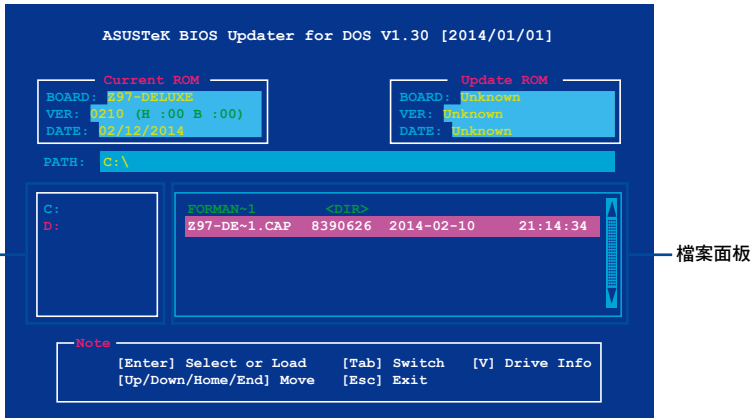 ASUSTeK BIOS Updater for DOS V1.30 [2014/01/01]
Current ROM
BOARD: Z97-DELUXE
VER: 0210 (H :00 B :00)
DATE: 02/12/2014
Update ROM
BOARD: Unknown
VER: Unknown
DATE: Unknown
PATH: C:\
C:
D:
FORMAN~1 <DIR>
Z97-DE~1.CAP 8390626 2014-02-10 21:14:34
檔案面板
Note
[Enter] Select or Load [Tab] Switch [V] Drive Info
[Up/Down/Home/End] Move [Esc] Exit